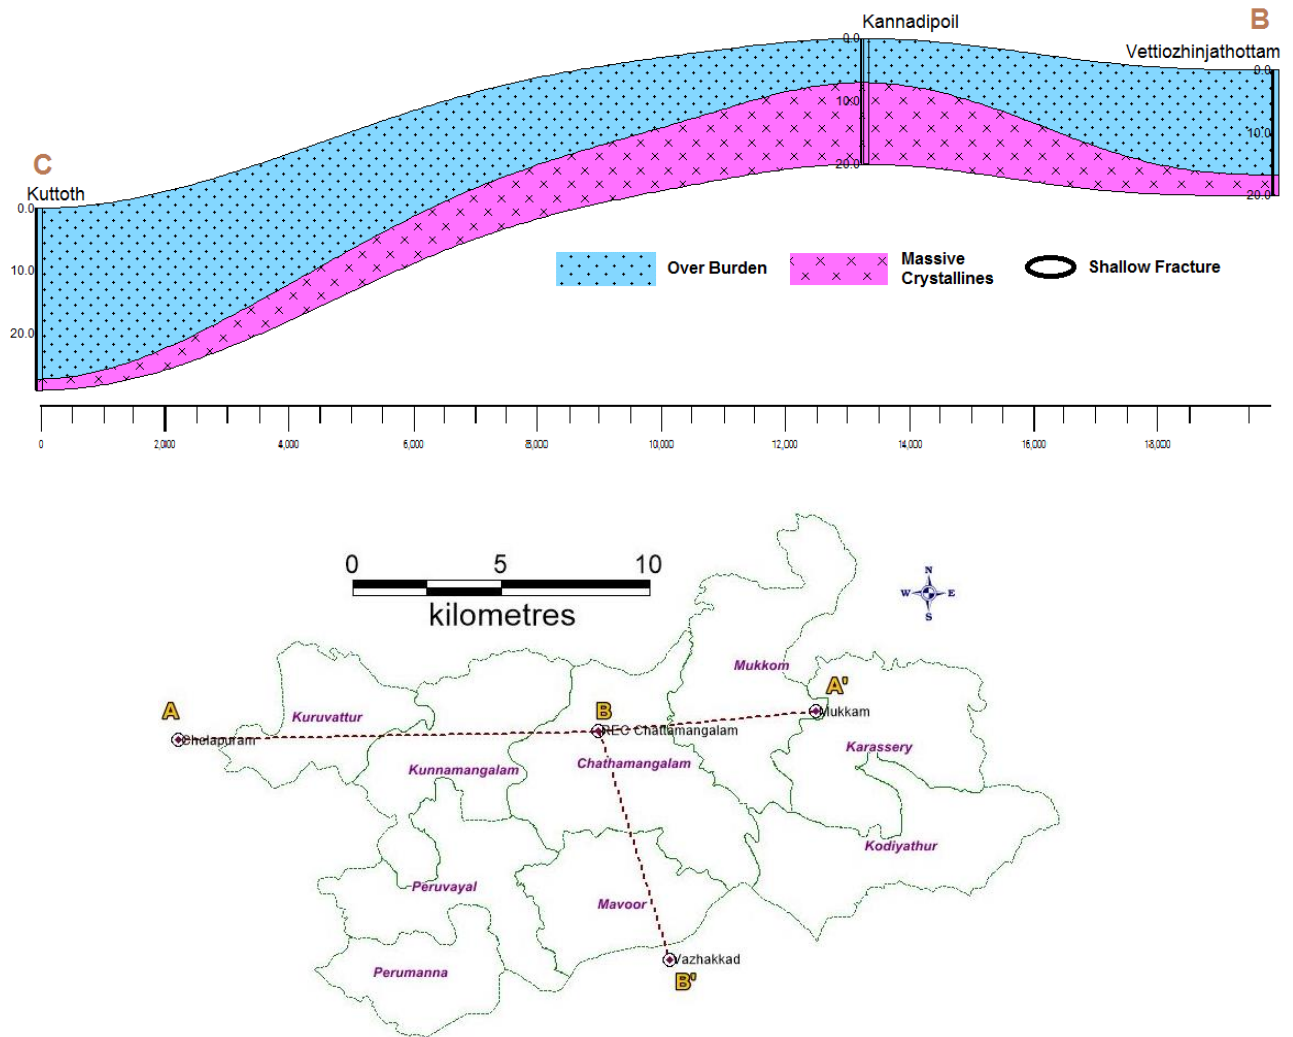 B
Kannadipoil
Vettiozhinjathottam
0.0
0.0
10.0
10.0
20.0
20.0
C
Kuttoth
0.0
10.0
20.0
Over Burden
Massive
Crystallines
Shallow Fracture
0 2,000 4,000 6,000 8,000 10,000 12,000 14,000 16,000 18,000
0 5 10
kilometres
N
W E
S
Mukkom
A'
A
B
Mukkam
Kuruvattur
REC Chattamangalam
Chelapuram
Karassery
Kunnamangalam
Chathamangalam
Kodiyathur
Peruvayal
Mavoor
Vazhakkad
Perumanna
B'